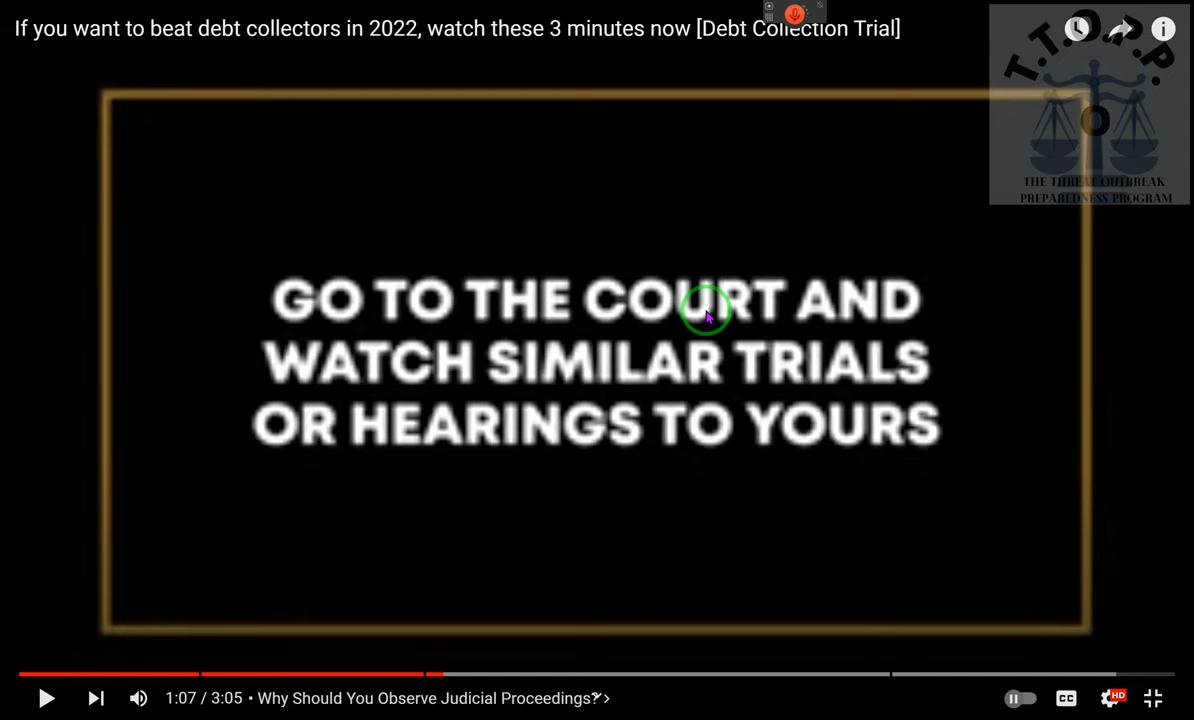 If you want to beat debt collectors in 2022, watch these 3 minutes now [Debt Collection Trial]
T.T.O.P.P.
O
THE THREAT OUTBREAK
PREPAREDNESS PROGRAM
GO TO THE COURT AND
WATCH SIMILAR TRIALS
OR HEARINGS TO YOURS
1:07 / 3:05 • Why Should You Observe Judicial Proceedings? >
CC
HD